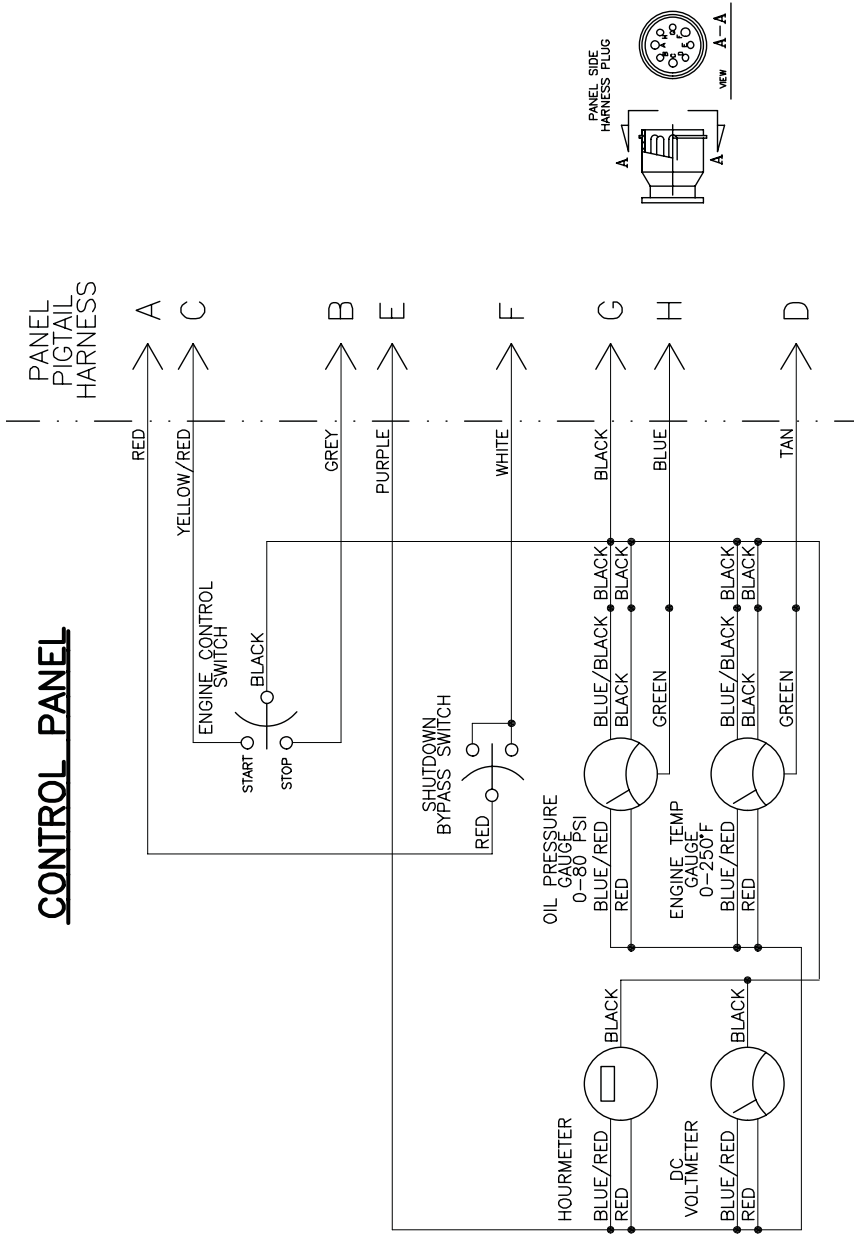 CONTROL PANEL
PANEL
PIGTAIL
HARNESS
RED
A
YELLOW/RED
C
ENGINE CONTROL
SWITCH
START
STOP
BLACK
GREY
B
PURPLE
E
SHUTDOWN
BYPASS SWITCH
RED
WHITE
F
OIL PRESSURE
GAUGE
0-80 PSI
BLUE/RED
RED
BLUE/BLACK
BLACK
GREEN
BLACK
BLACK
BLACK
G
BLUE
H
ENGINE TEMP
GAUGE
0-250°F
BLUE/RED
RED
BLUE/BLACK
BLACK
GREEN
BLACK
BLACK
TAN
D
HOURMETER
BLUE/RED
RED
BLACK
DC
VOLTMETER
BLUE/RED
RED
BLACK
PANEL SIDE
HARNESS PLUG
A
A
VIEW A-A
A
B
C
D
E
F
G
H